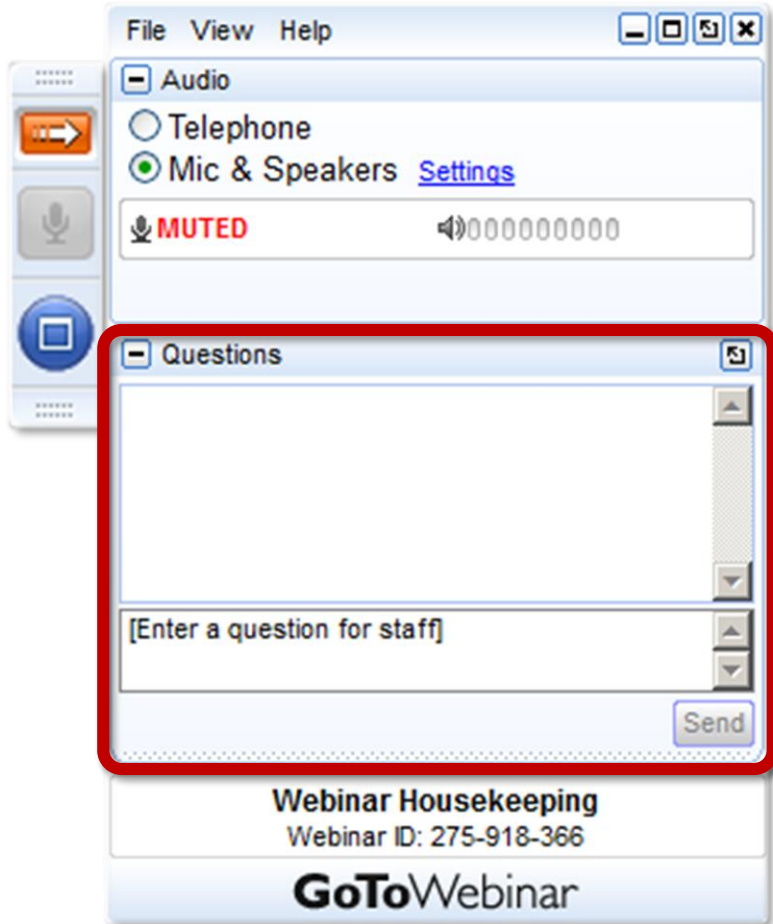 File View Help
Audio
Telephone
Mic & Speakers Settings
MUTED
Questions
[Enter a question for staff]
Send
Webinar Housekeeping
Webinar ID: 275-918-366
GoToWebinar